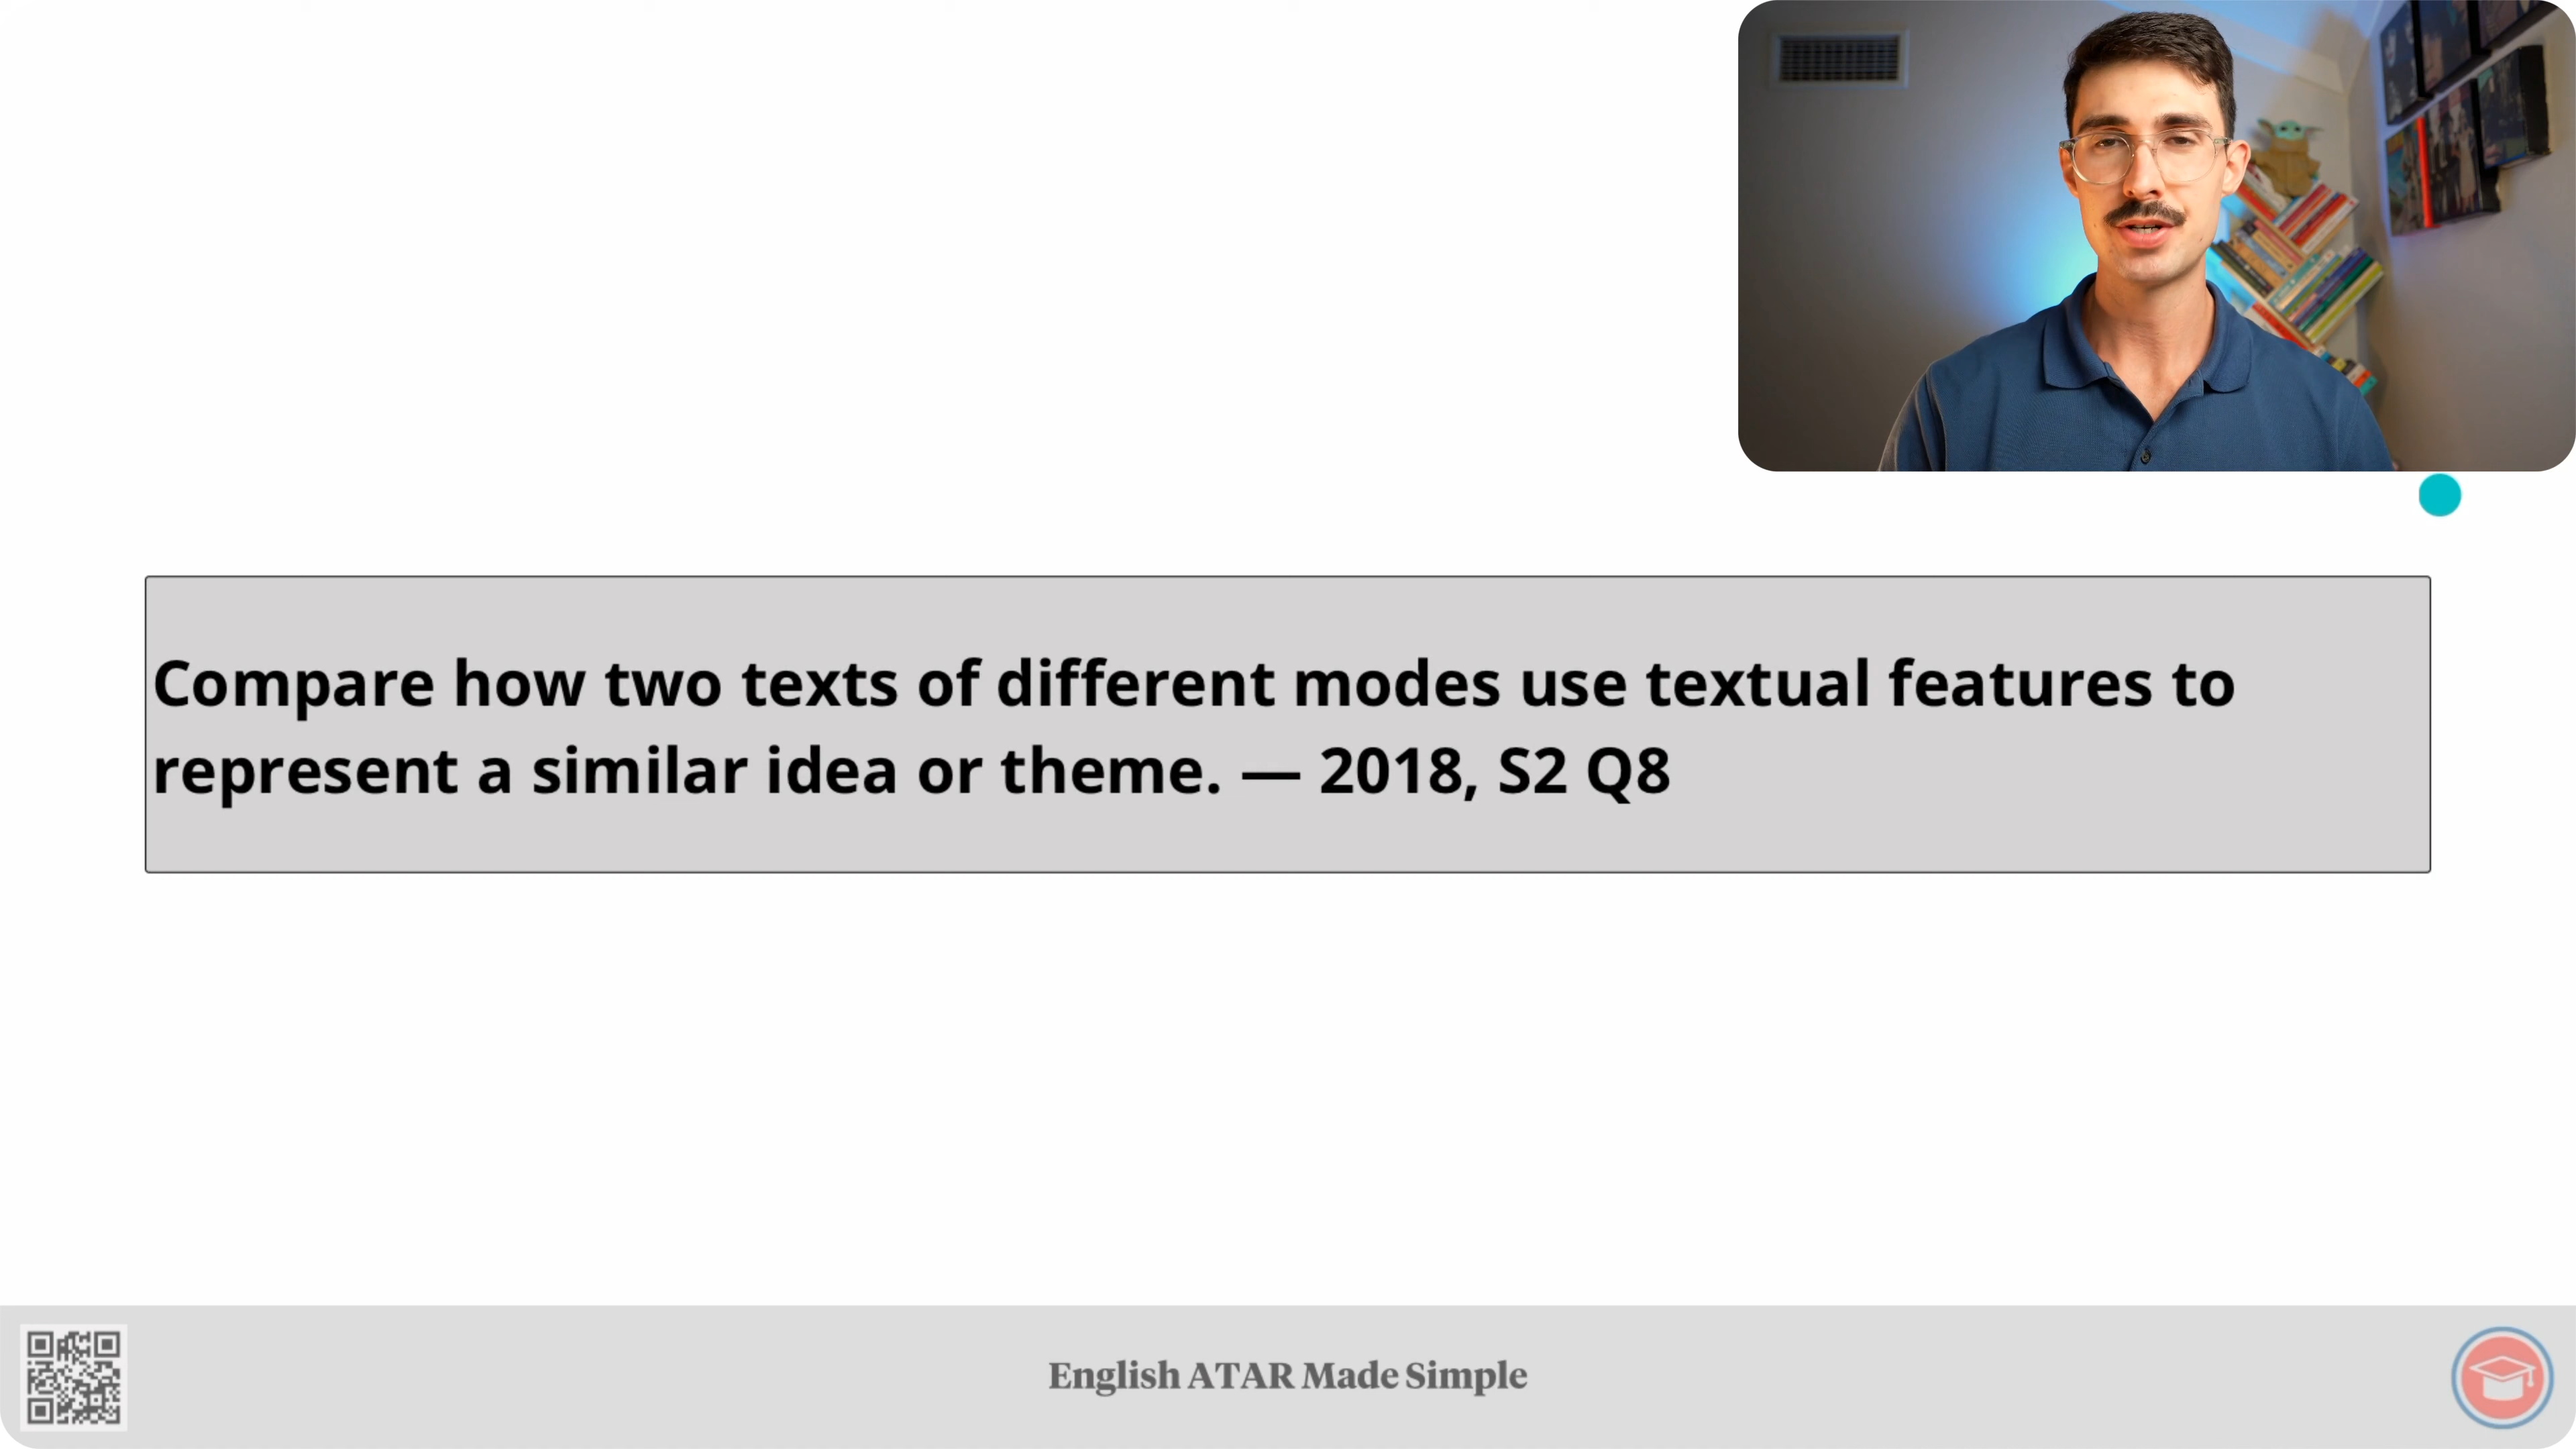 Compare how two texts of different modes use textual features to
represent a similar idea or theme. — 2018, S2 Q8
English ATAR Made Simple